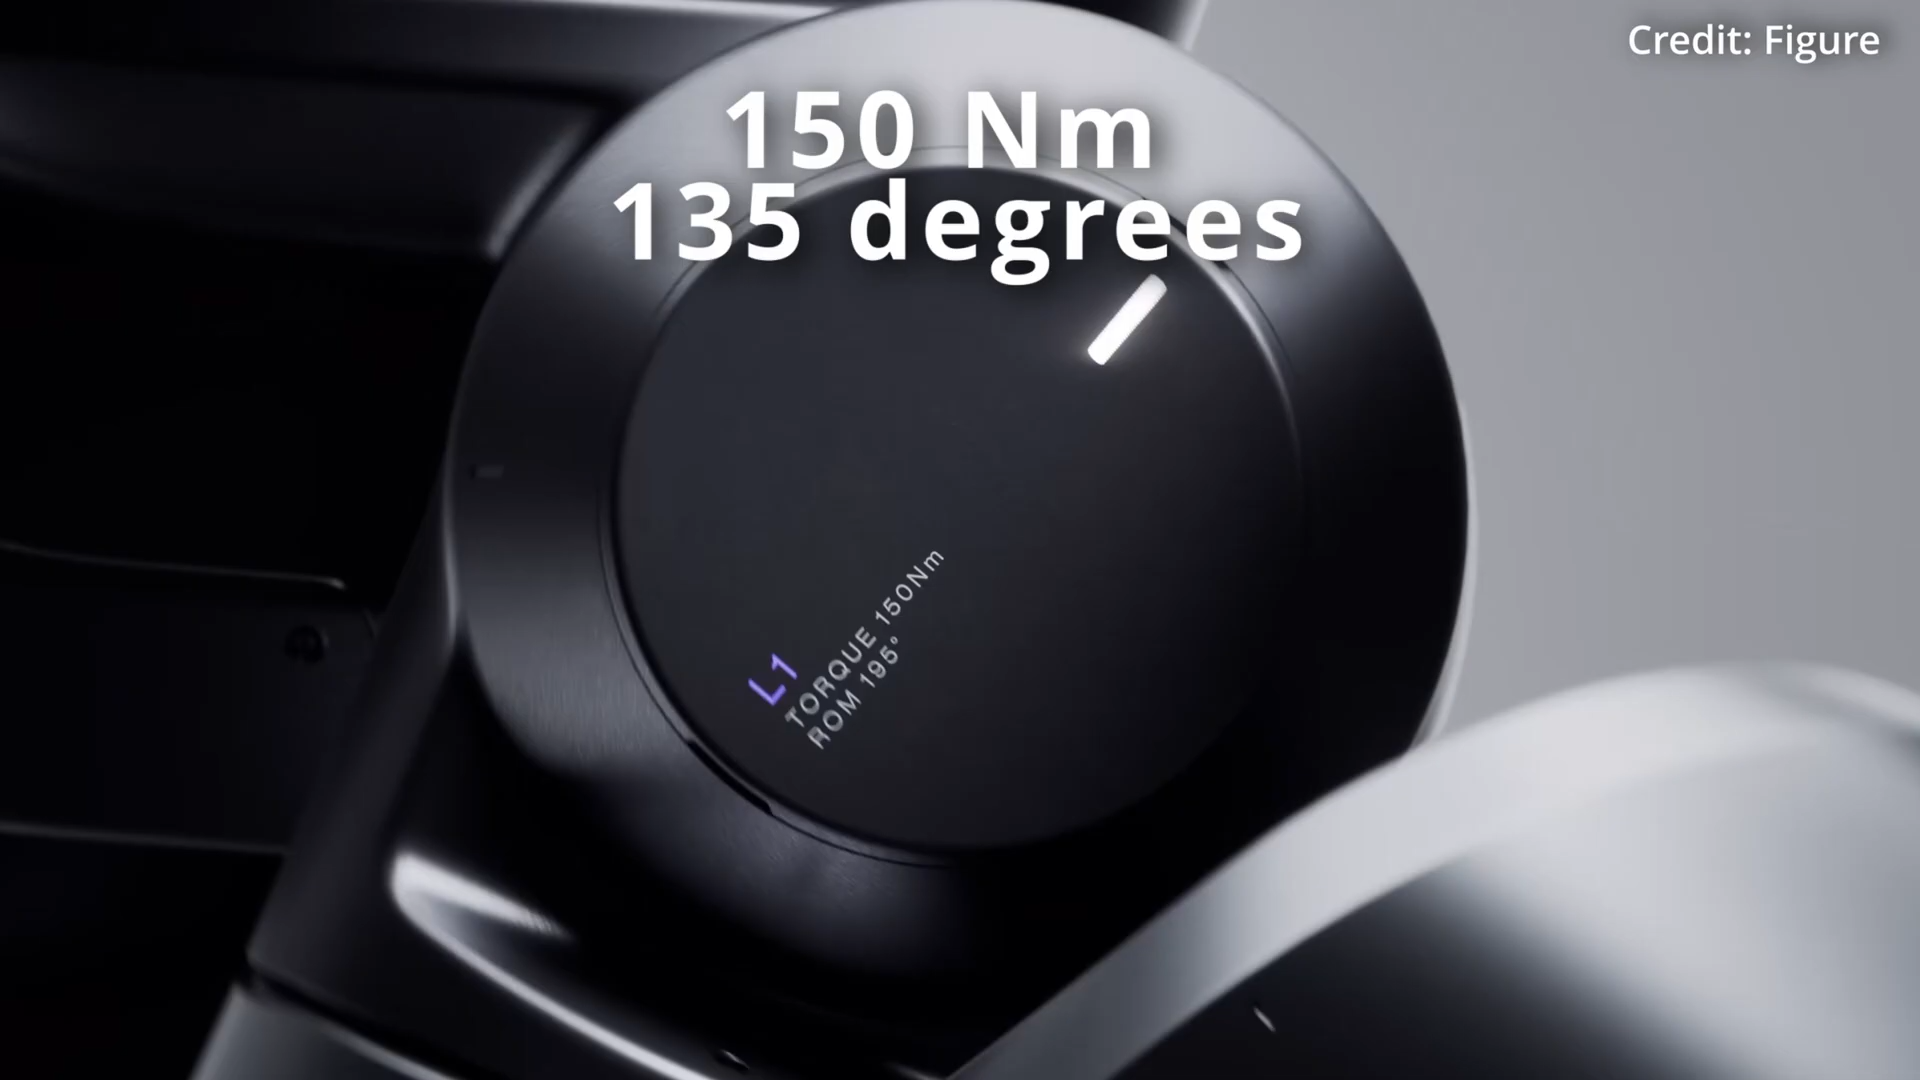 Credit: Figure
150 Nm
135 degrees
L1
TORQUE 150Nm
ROM 195°